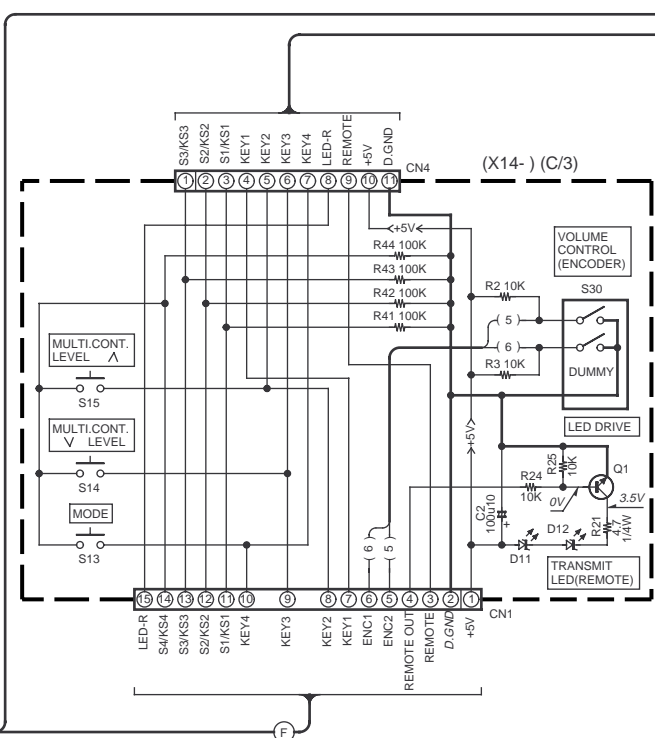 S3/KS3
S2/KS2
S1/KS1
KEY1
KEY2
KEY3
KEY4
LED-R
REMOTE
+5V
D.GND
CN4
1 2 3 4 5 6 7 8 9 10 11
(X14- ) (C/3)
+5V
R44 100K
R43 100K
R42 100K
R41 100K
VOLUME
CONTROL
(ENCODER)
S30
R2 10K
5
6
R3 10K
DUMMY
MULTI.CONT.
LEVEL ∧
S15
MULTI.CONT.
∨ LEVEL
S14
MODE
S13
LED DRIVE
+5V
R25
10K
Q1
R24
10K
0V
3.5V
C2
100u10
+
D11
D12
R21
4.7
1/4W
TRANSMIT
LED(REMOTE)
6
5
15 14 13 12 11 10 9 8 7 6 5 4 3 2 1
CN1
LED-R
S4/KS4
S3/KS3
S2/KS2
S1/KS1
KEY4
KEY3
KEY2
KEY1
ENC1
ENC2
REMOTE OUT
REMOTE
D.GND
+5V
F